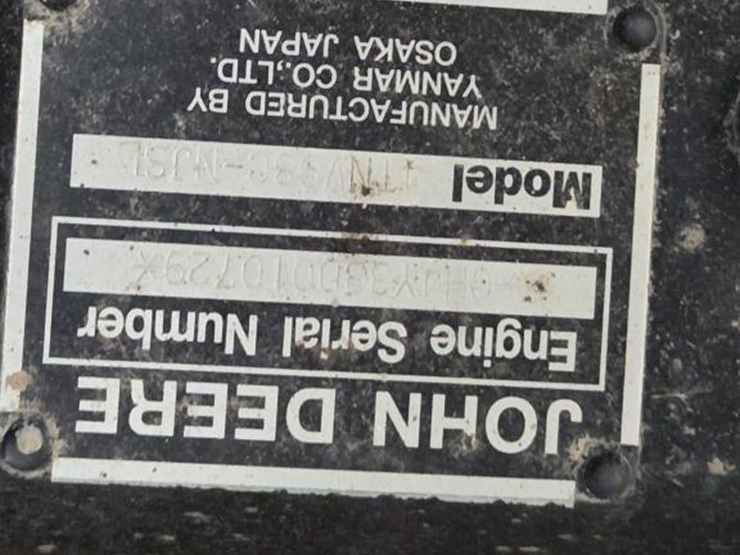 JOHN DEERE
Engine Serial Number
Model
MANUFACTURED BY
YANMAR CO.,LTD.
OSAKA JAPAN